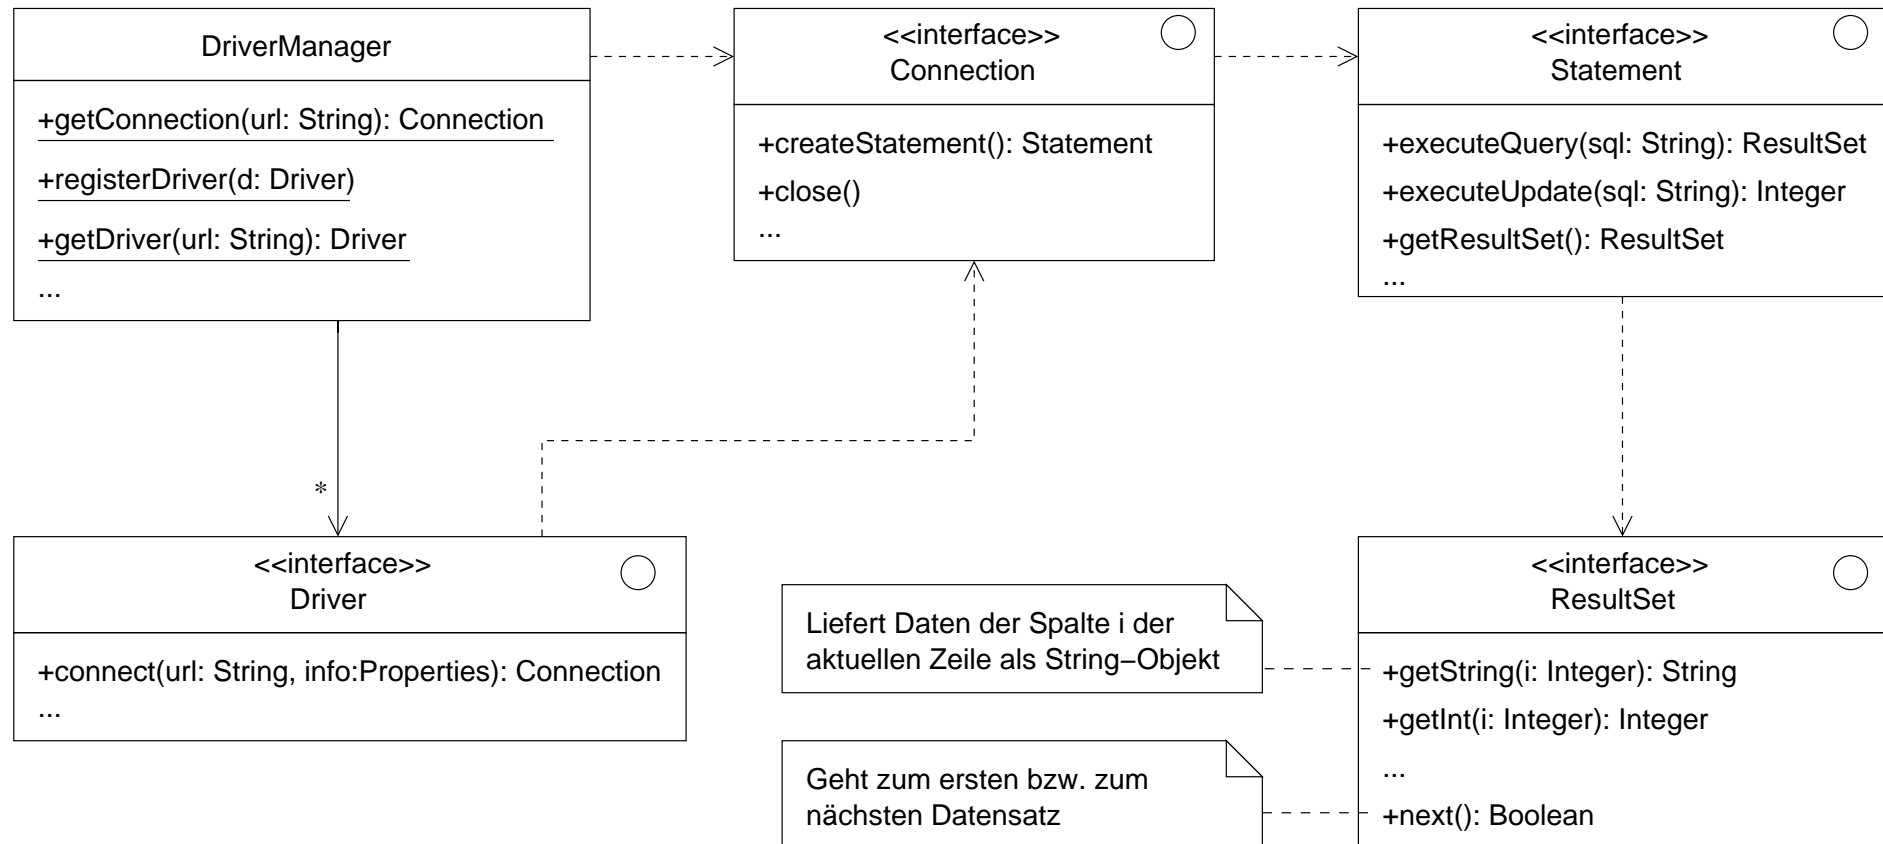 DriverManager
+getConnection(url: String): Connection
+registerDriver(d: Driver)
+getDriver(url: String): Driver
...
<<interface>>
Connection
+createStatement(): Statement
+close()
...
<<interface>>
Statement
+executeQuery(sql: String): ResultSet
+executeUpdate(sql: String): Integer
+getResultSet(): ResultSet
...
*
<<interface>>
Driver
+connect(url: String, info:Properties): Connection
...
Liefert Daten der Spalte i der
aktuellen Zeile als String–Objekt
Geht zum ersten bzw. zum
nächsten Datensatz
<<interface>>
ResultSet
+getString(i: Integer): String
+getInt(i: Integer): Integer
...
+next(): Boolean